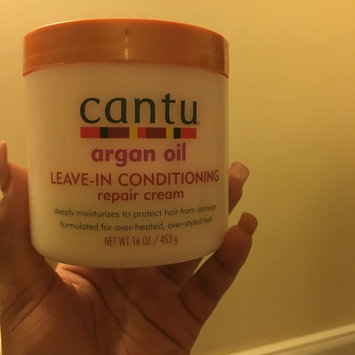 cantu
argan oil
LEAVE-IN CONDITIONING
repair cream
deeply moisturizes to protect hair from damage
formulated for over-heated, over-styled hair
NET WT 16 OZ / 453 g